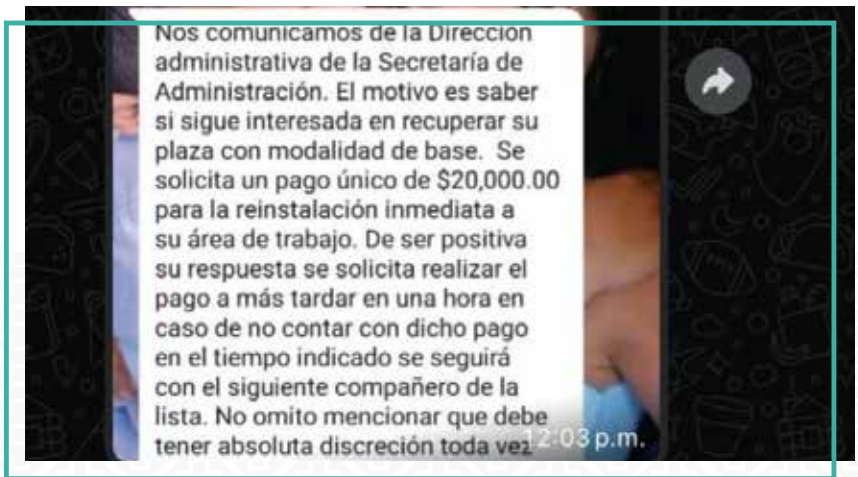 Nos comunicamos de la Dirección
administrativa de la Secretaría de
Administración. El motivo es saber
si sigue interesada en recuperar su
plaza con modalidad de base. Se
solicita un pago único de $20,000.00
para la reinstalación inmediata a
su área de trabajo. De ser positiva
su respuesta se solicita realizar el
pago a más tardar en una hora en
caso de no contar con dicho pago
en el tiempo indicado se seguirá
con el siguiente compañero de la
lista. No omito mencionar que debe
tener absoluta discreción toda vez
12:03 p.m.